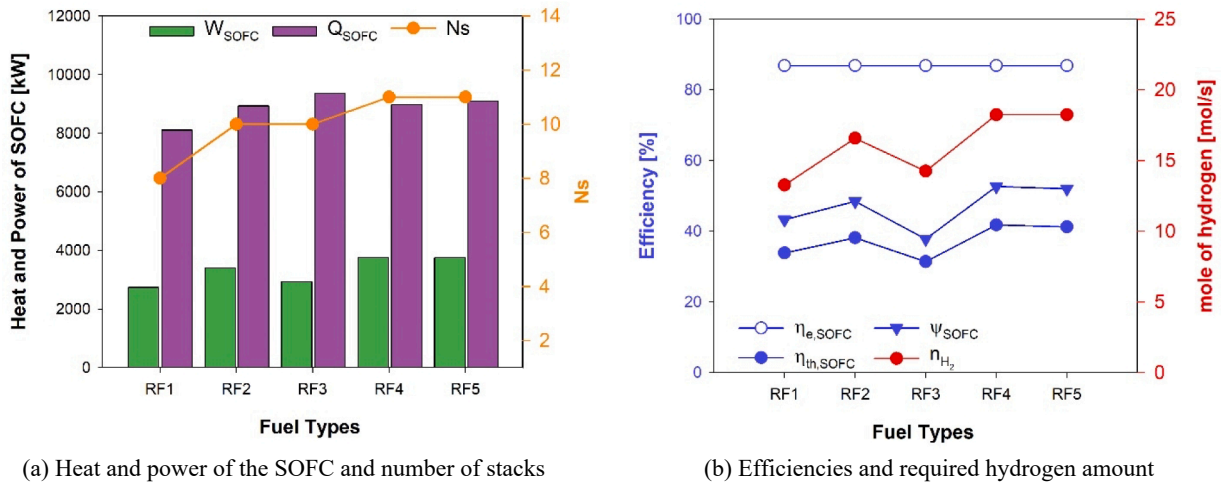 Heat and Power of SOFC [kW]
12000
10000
8000
6000
4000
2000
0
W_SOFC Q_SOFC Ns
14
12
10
8
6
4
2
Ns
RF1 RF2 RF3 RF4 RF5
Fuel Types
(a) Heat and power of the SOFC and number of stacks
Efficiency [%]
100
80
60
40
20
0
η_e,SOFC ψ_SOFC
η_th,SOFC n_H₂
25
20
15
10
5
0
mole of hydrogen [mol/s]
RF1 RF2 RF3 RF4 RF5
Fuel Types
(b) Efficiencies and required hydrogen amount